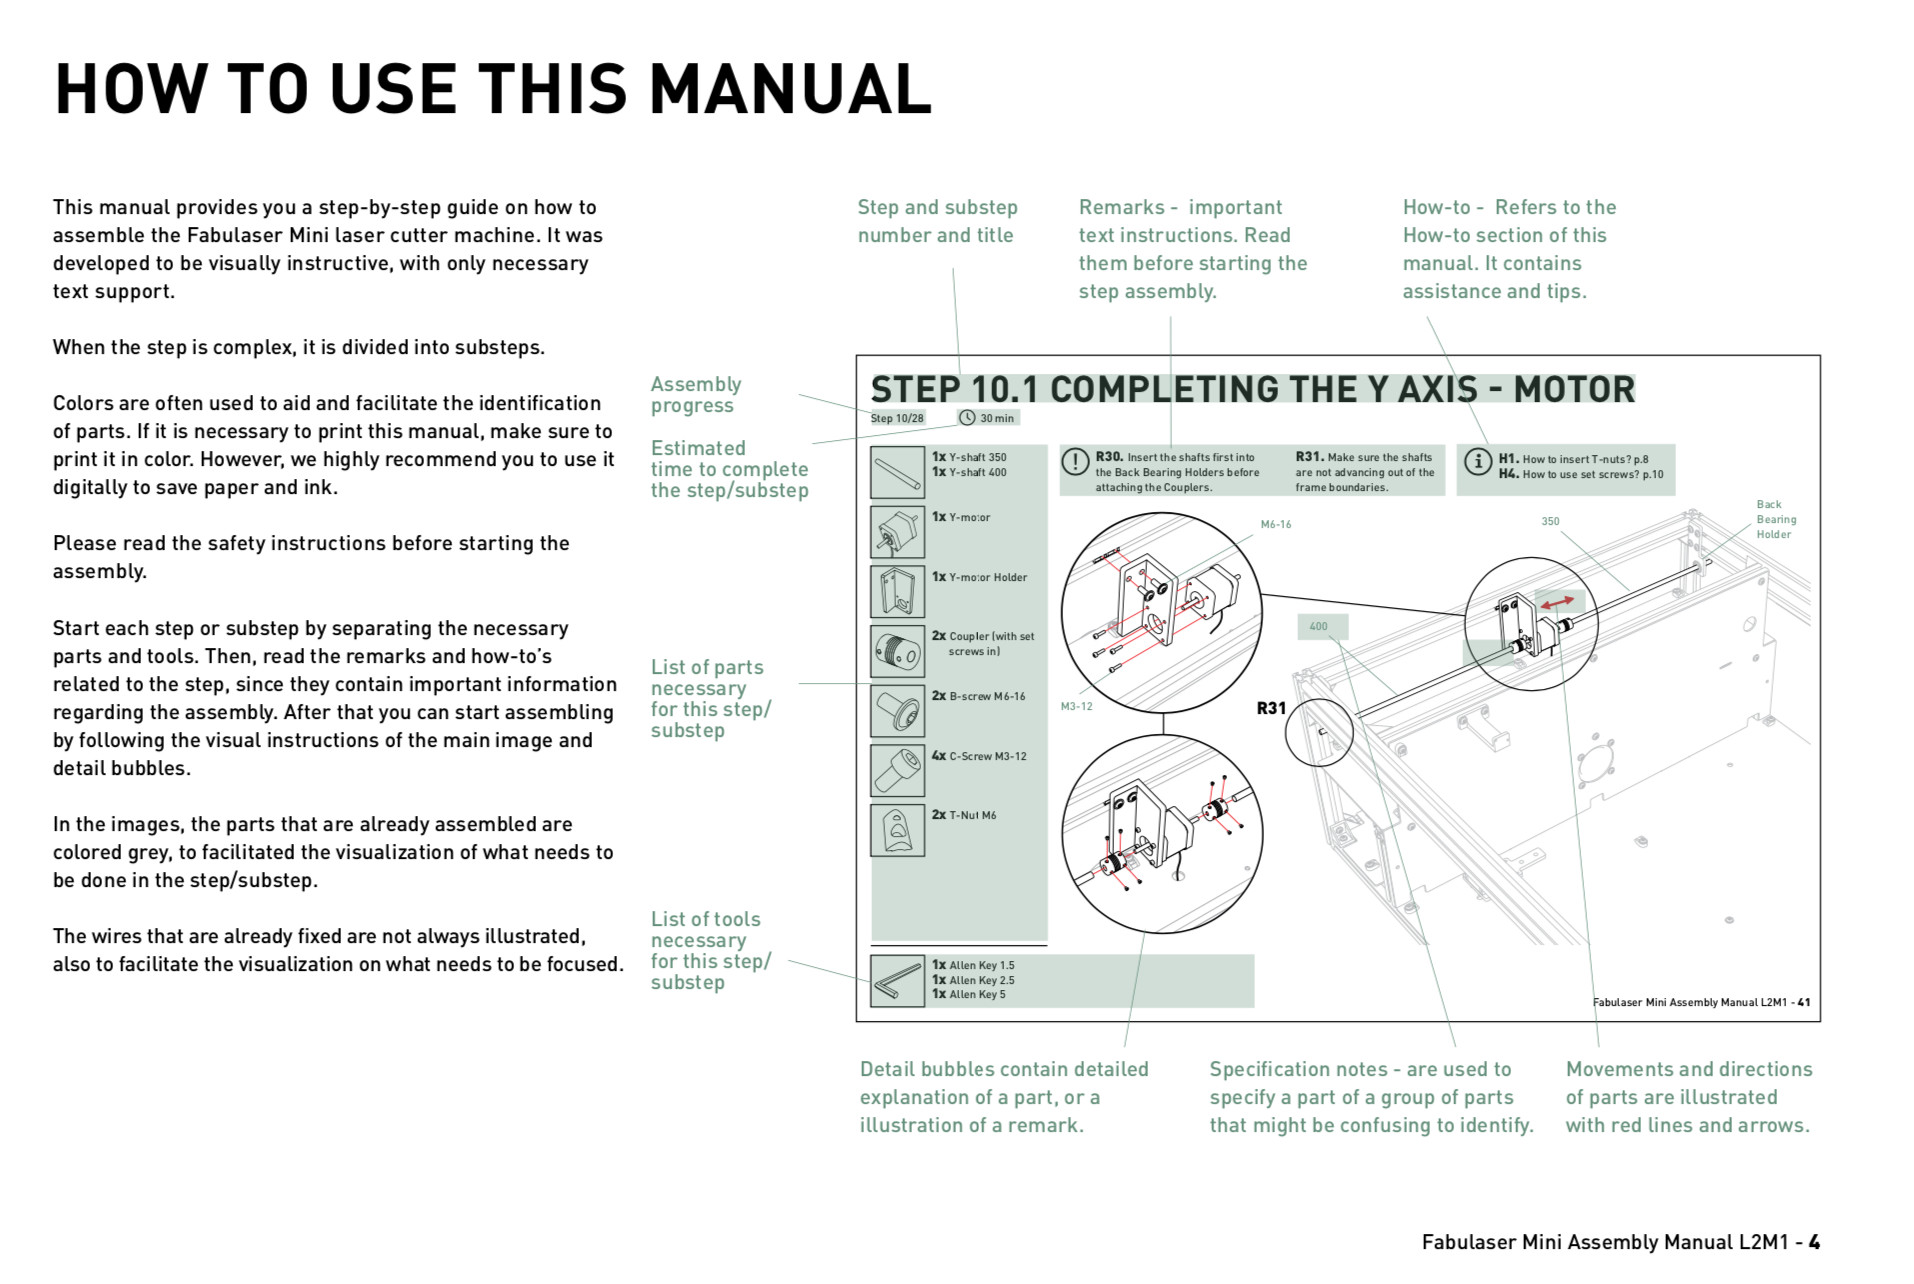 HOW TO USE THIS MANUAL
This manual provides you a step-by-step guide on how to
assemble the Fabulaser Mini laser cutter machine. It was
developed to be visually instructive, with only necessary
text support.
When the step is complex, it is divided into substeps.
Colors are often used to aid and facilitate the identification
of parts. If it is necessary to print this manual, make sure to
print it in color. However, we highly recommend you to use it
digitally to save paper and ink.
Please read the safety instructions before starting the
assembly.
Start each step or substep by separating the necessary
parts and tools. Then, read the remarks and how-to’s
related to the step, since they contain important information
regarding the assembly. After that you can start assembling
by following the visual instructions of the main image and
detail bubbles.
In the images, the parts that are already assembled are
colored grey, to facilitated the visualization of what needs to
be done in the step/substep.
The wires that are already fixed are not always illustrated,
also to facilitate the visualization on what needs to be focused.
Step and substep
number and title
Remarks - important
text instructions. Read
them before starting the
step assembly.
How-to - Refers to the
How-to section of this
manual. It contains
assistance and tips.
Assembly
progress
Estimated
time to complete
the step/substep
List of parts
necessary
for this step/
substep
List of tools
necessary
for this step/
substep
STEP 10.1 COMPLETING THE Y AXIS - MOTOR
Step 10/28
30 min
1x Y-shaft 350
1x Y-shaft 400
1x Y-motor
1x Y-motor Holder
2x Coupler (with set
screws in)
2x B-screw M6-16
4x C-Screw M3-12
2x T-Nut M6
1x Allen Key 1.5
1x Allen Key 2.5
1x Allen Key 5
R30. Insert the shafts first into
the Back Bearing Holders before
attaching the Couplers.
R31. Make sure the shafts
are not advancing out of the
frame boundaries.
H1. How to insert T-nuts? p.8
H4. How to use set screws? p.10
M6-16
M3-12
350
Back
Bearing
Holder
400
R31
Fabulaser Mini Assembly Manual L2M1 - 41
Detail bubbles contain detailed
explanation of a part, or a
illustration of a remark.
Specification notes - are used to
specify a part of a group of parts
that might be confusing to identify.
Movements and directions
of parts are illustrated
with red lines and arrows.
Fabulaser Mini Assembly Manual L2M1 - 4